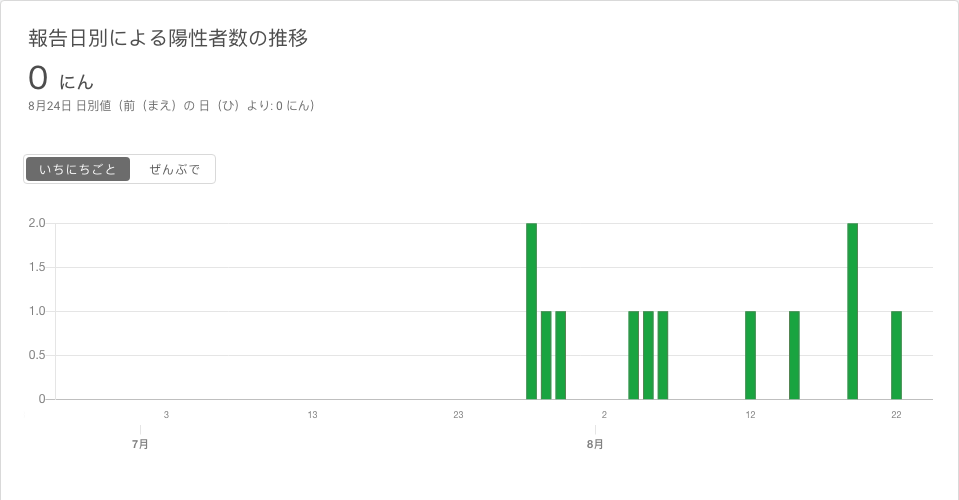 報告日別による陽性者数の推移
0 にん
8月24日 日別値（前（まえ）の 日（ひ）より: 0 にん）
いちにちごと ぜんぶで
2.0
1.5
1.0
0.5
0
3 13 23 2 12 22
7月 8月